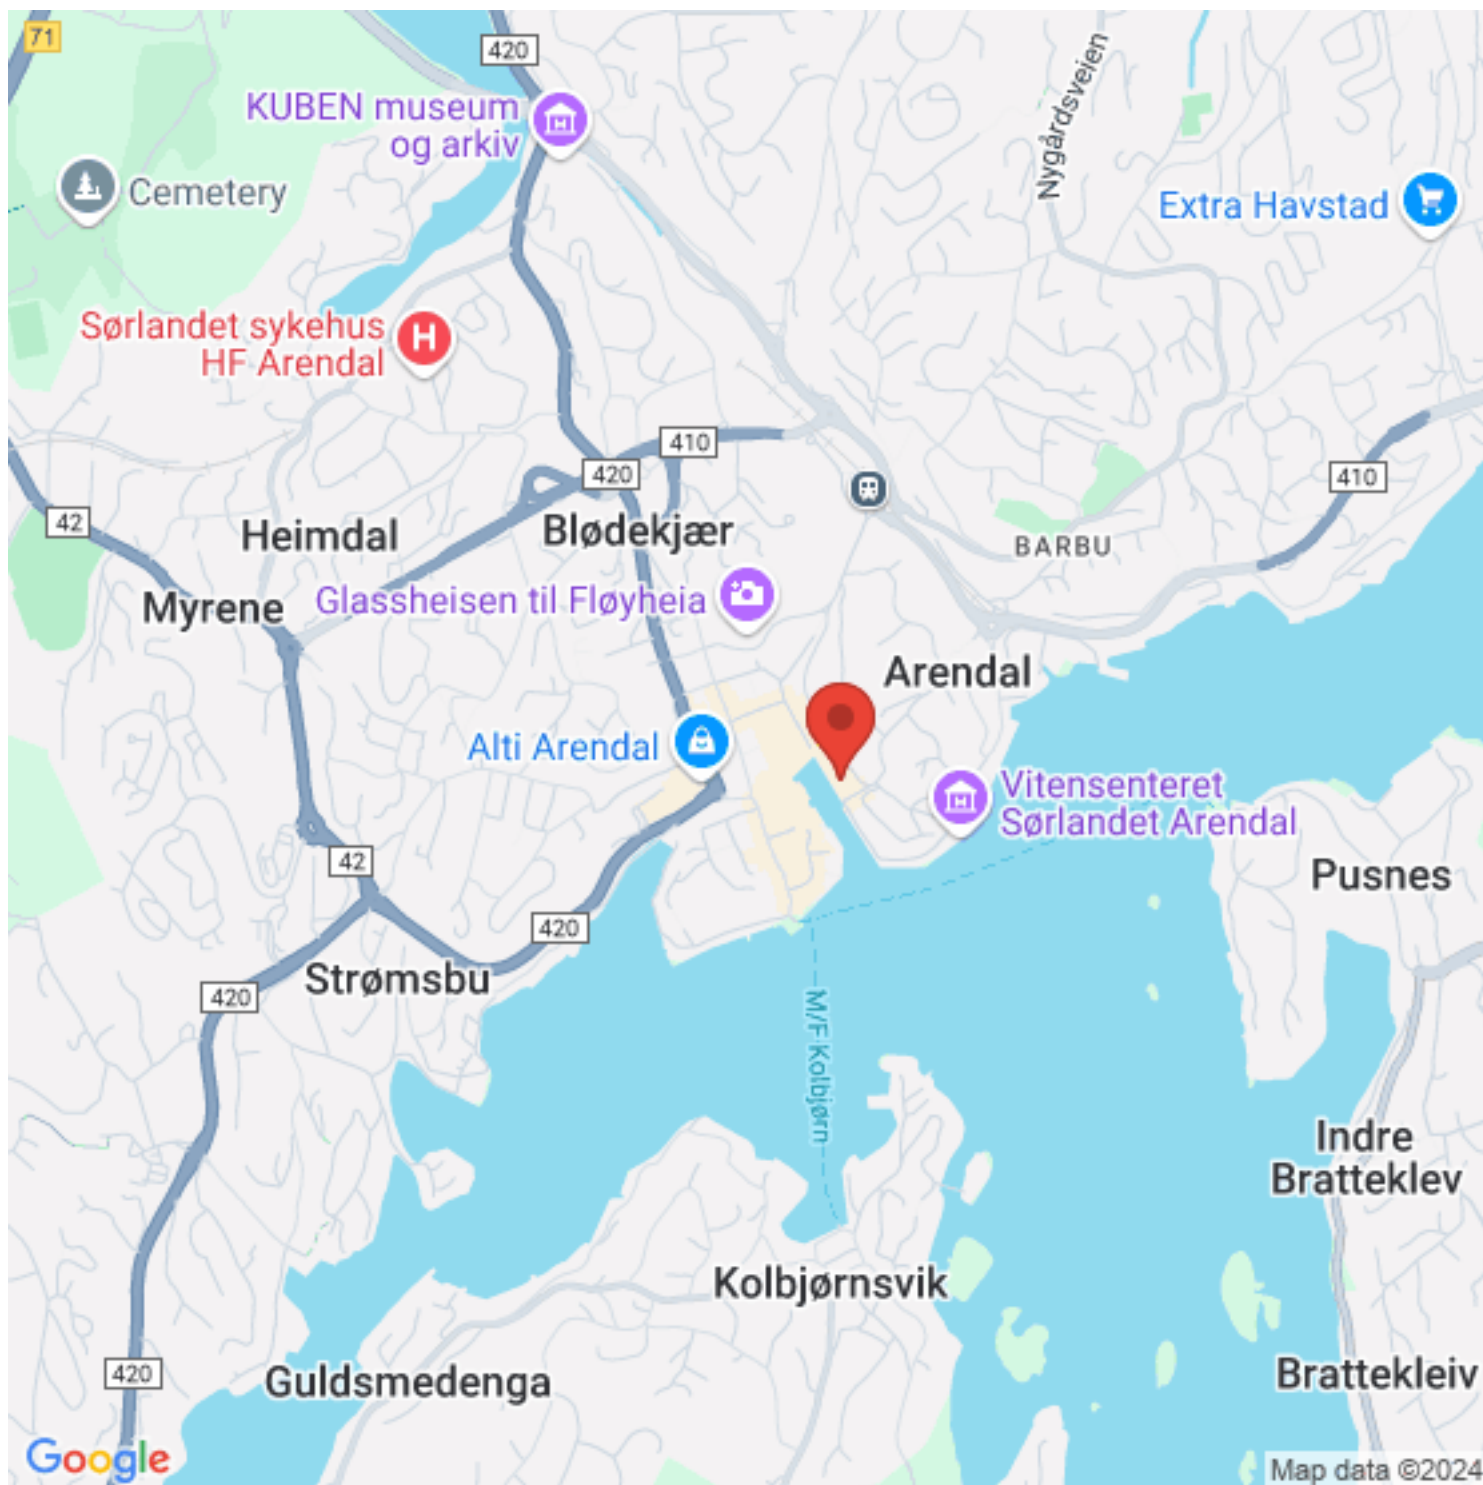 71
420
KUBEN museum
og arkiv
Nygårdsveien
Cemetery
Extra Havstad
Sørlandet sykehus
HF Arendal
410
420
410
42
Heimdal
Blødekjær
BARBU
Myrene
Glassheisen til Fløyheia
Arendal
Alti Arendal
Vitensenteret
Sørlandet Arendal
42
Pusnes
420
Strømsbu
420
M/F Kolbjørn
Indre
Bratteklev
Kolbjørnsvik
420
Guldsmedenga
Brattekleiv
Google
Map data ©2024